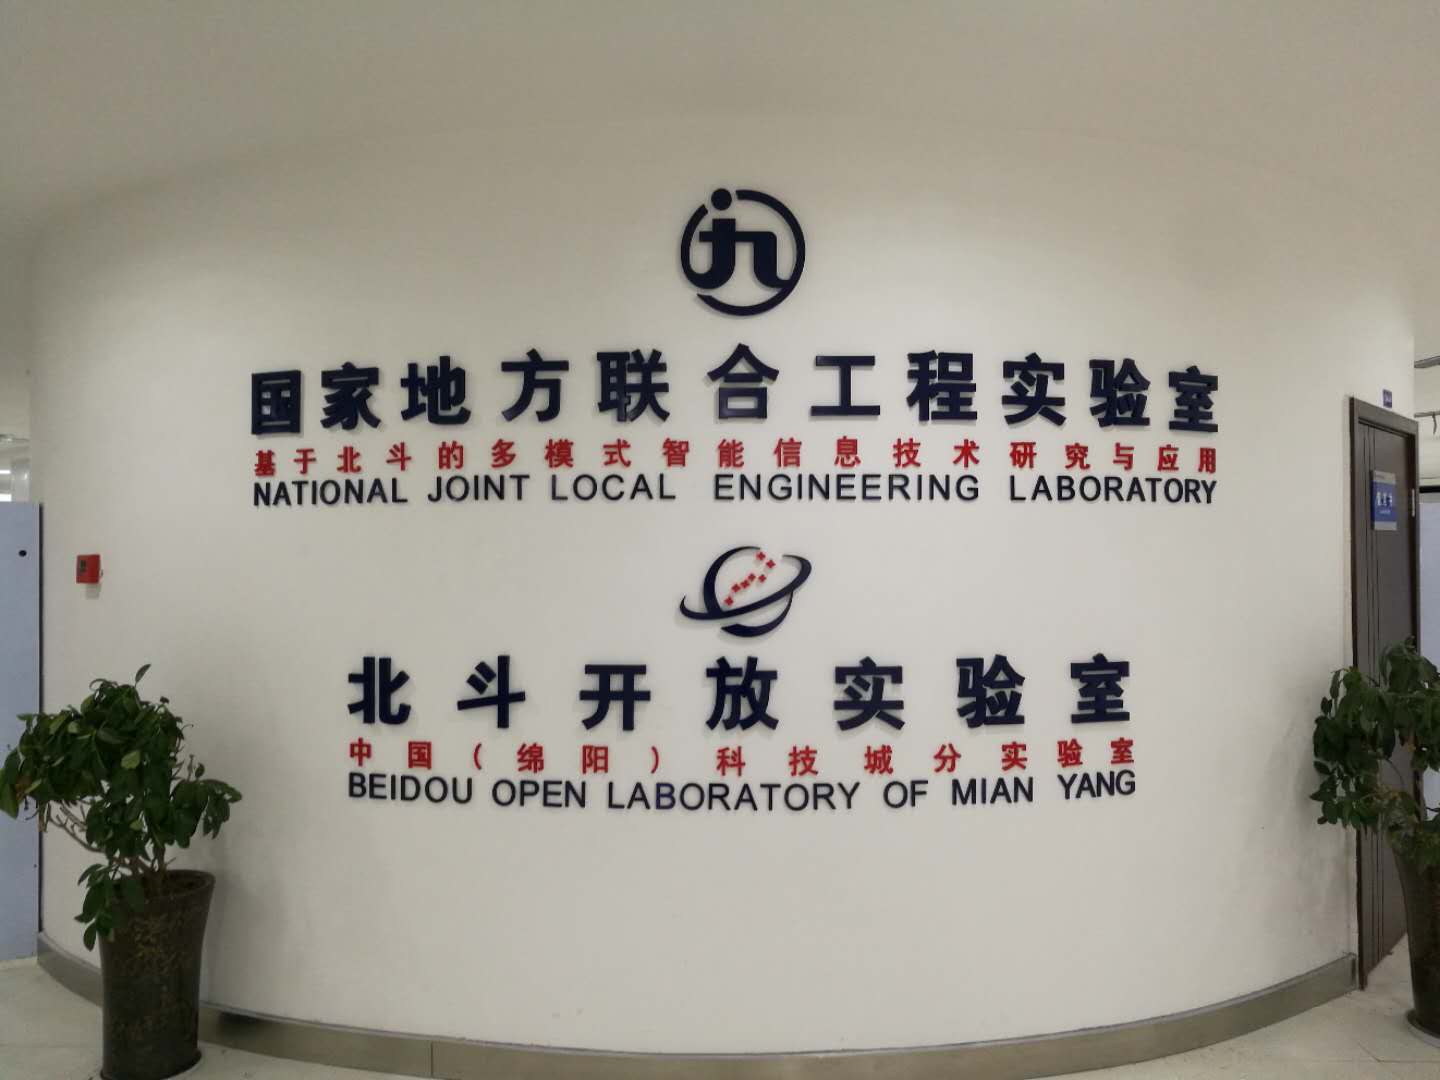 国家地方联合工程实验室
基于北斗的多模式智能信息技术研究与应用
NATIONAL JOINT LOCAL ENGINEERING LABORATORY
北斗开放实验室
中国（绵阳）科技城分实验室
BEIDOU OPEN LABORATORY OF MIAN YANG